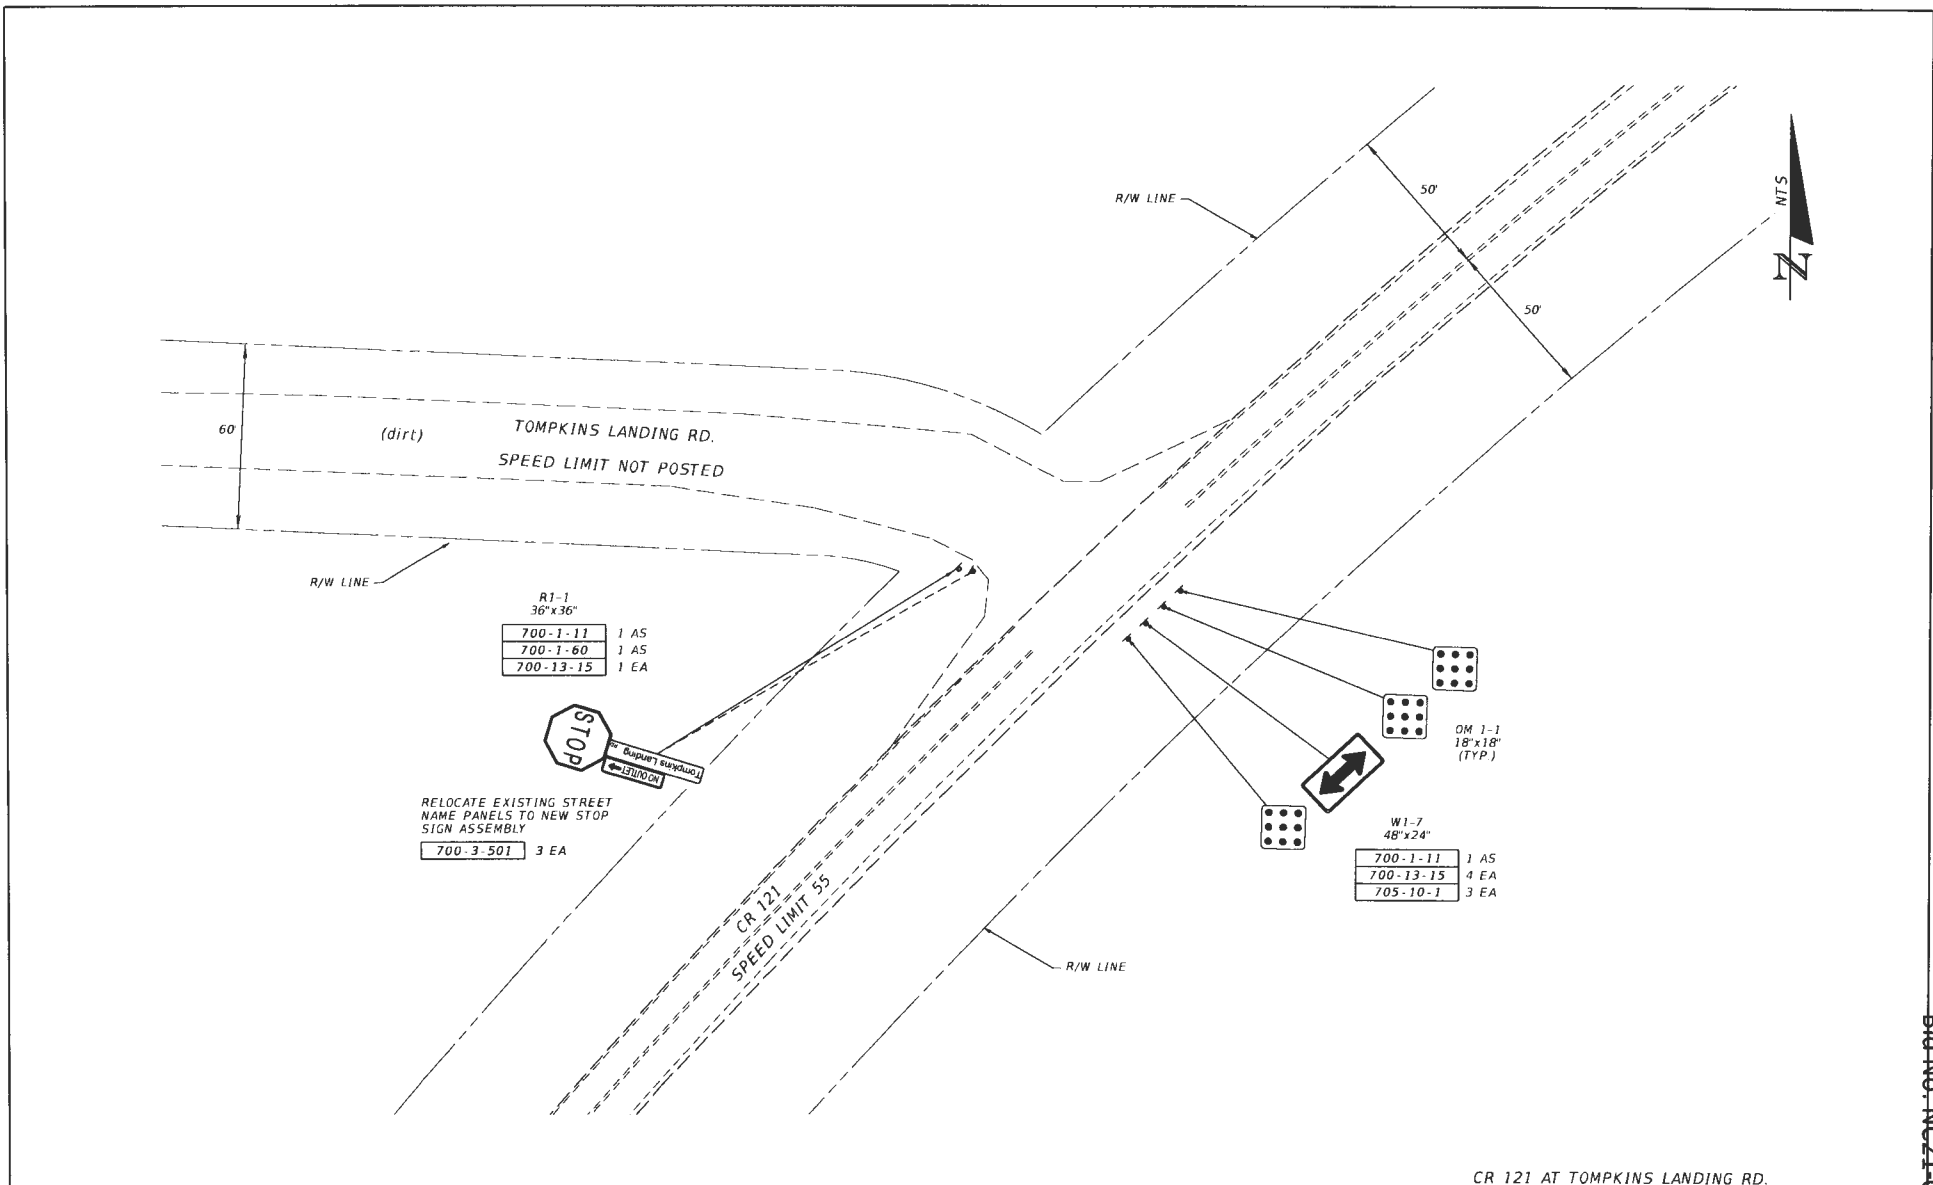 R/W LINE
50'
50'
NTS
N
60'
(dirt)
TOMPKINS LANDING RD.
SPEED LIMIT NOT POSTED
R/W LINE
R1-1
36"x36"
700-1-11 1 AS
700-1-60 1 AS
700-13-15 1 EA
STOP
Tompkins Landing RD
NO OUTLET
RELOCATE EXISTING STREET
NAME PANELS TO NEW STOP
SIGN ASSEMBLY
700-3-501 3 EA
OM 1-1
18"x18"
(TYP.)
W1-7
48"x24"
700-1-11 1 AS
700-13-15 4 EA
705-10-1 3 EA
CR 121
SPEED LIMIT 55
R/W LINE
CR 121 AT TOMPKINS LANDING RD.